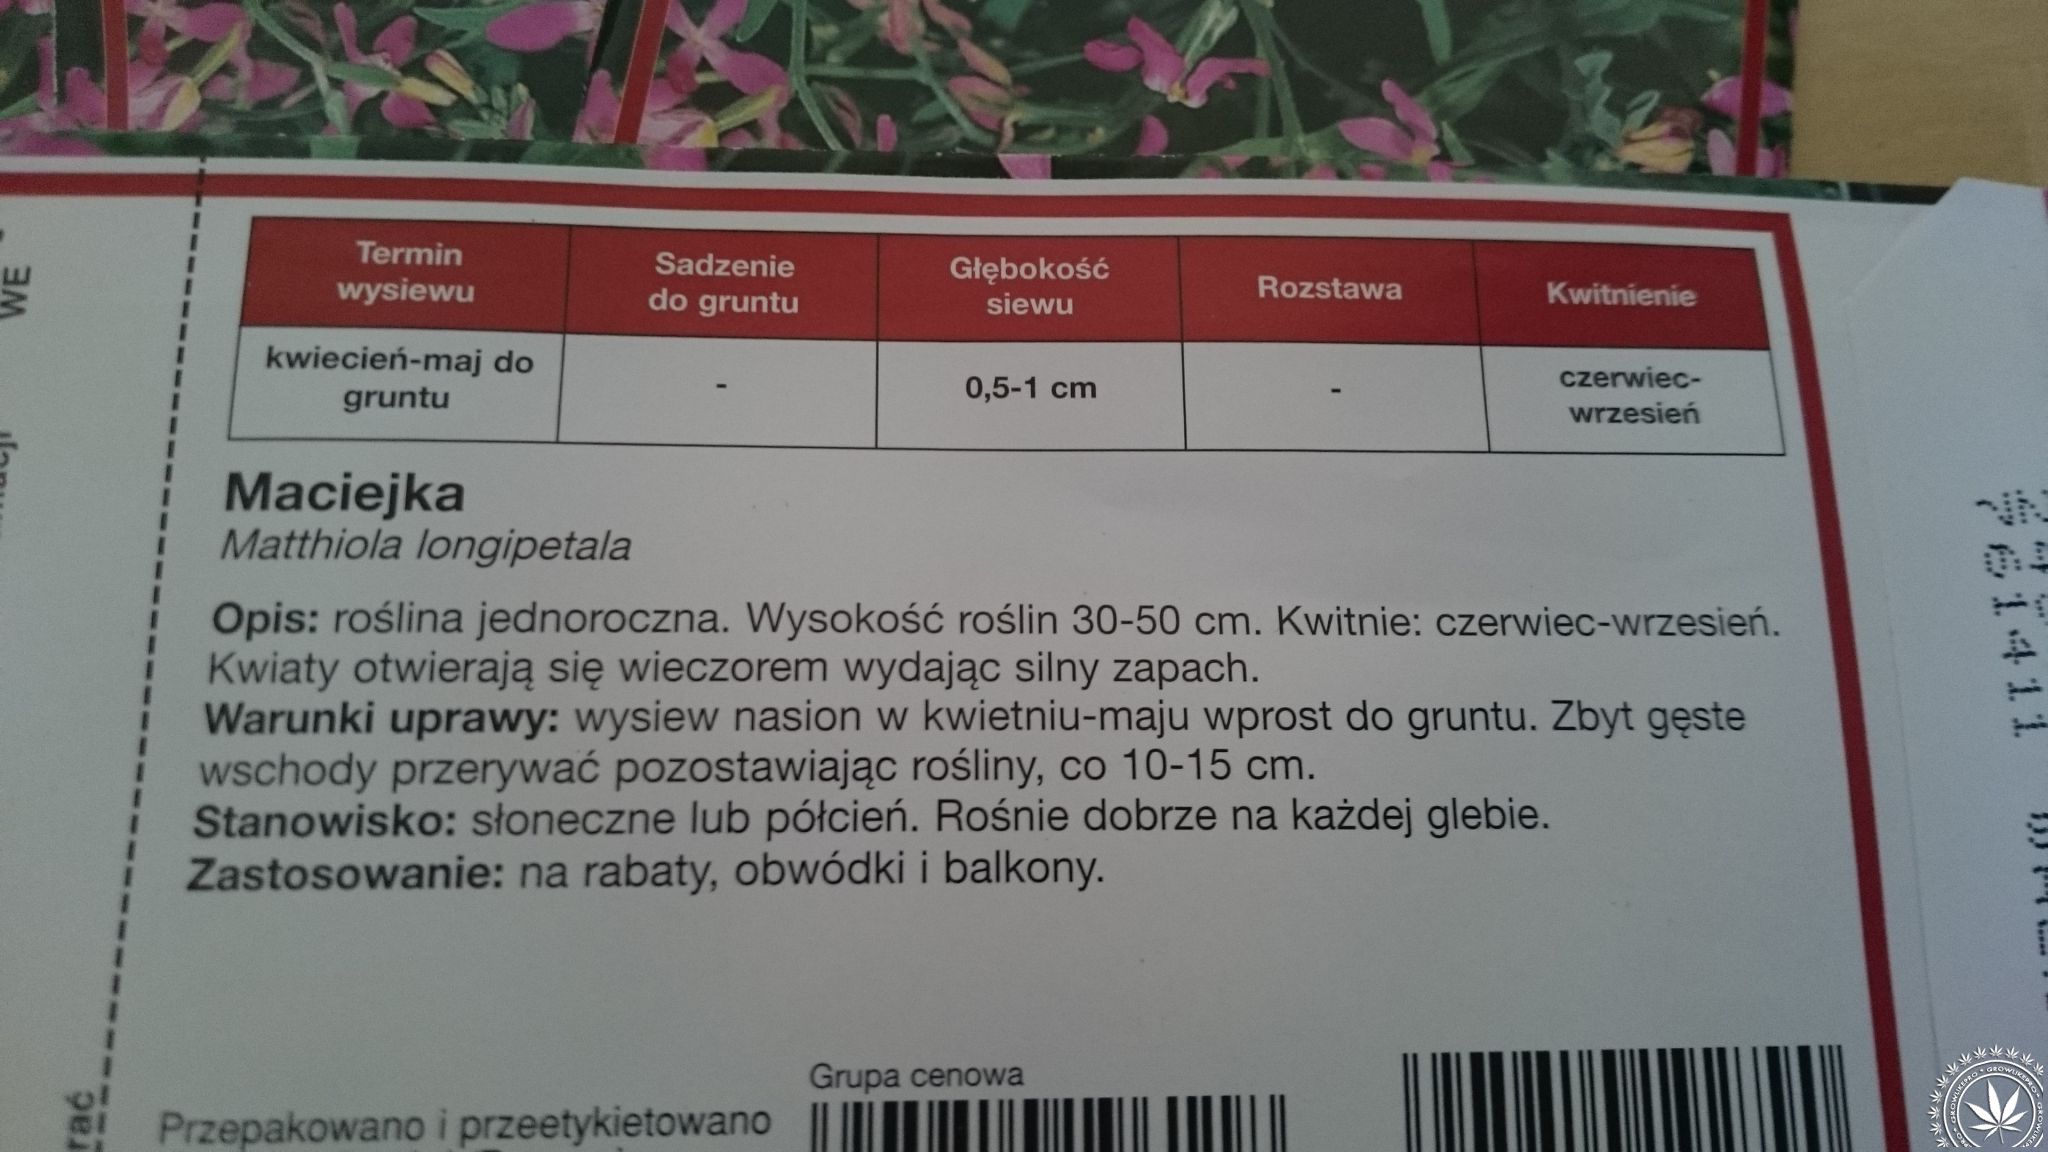 Termin
wysiewu
Sadzenie
do gruntu
Głębokość
siewu
Rozstawa
Kwitnienie
kwiecień-maj do
gruntu
-
0,5-1 cm
-
czerwiec-
wrzesień
Maciejka
Matthiola longipetala
Opis: roślina jednoroczna. Wysokość roślin 30-50 cm. Kwitnie: czerwiec-wrzesień.
Kwiaty otwierają się wieczorem wydając silny zapach.
Warunki uprawy: wysiew nasion w kwietniu-maju wprost do gruntu. Zbyt gęste
wschody przerywać pozostawiając rośliny, co 10-15 cm.
Stanowisko: słoneczne lub półcień. Rośnie dobrze na każdej glebie.
Zastosowanie: na rabaty, obwódki i balkony.
Grupa cenowa
Przepakowano i przeetykietowano
WE
GROWLIKEPRO